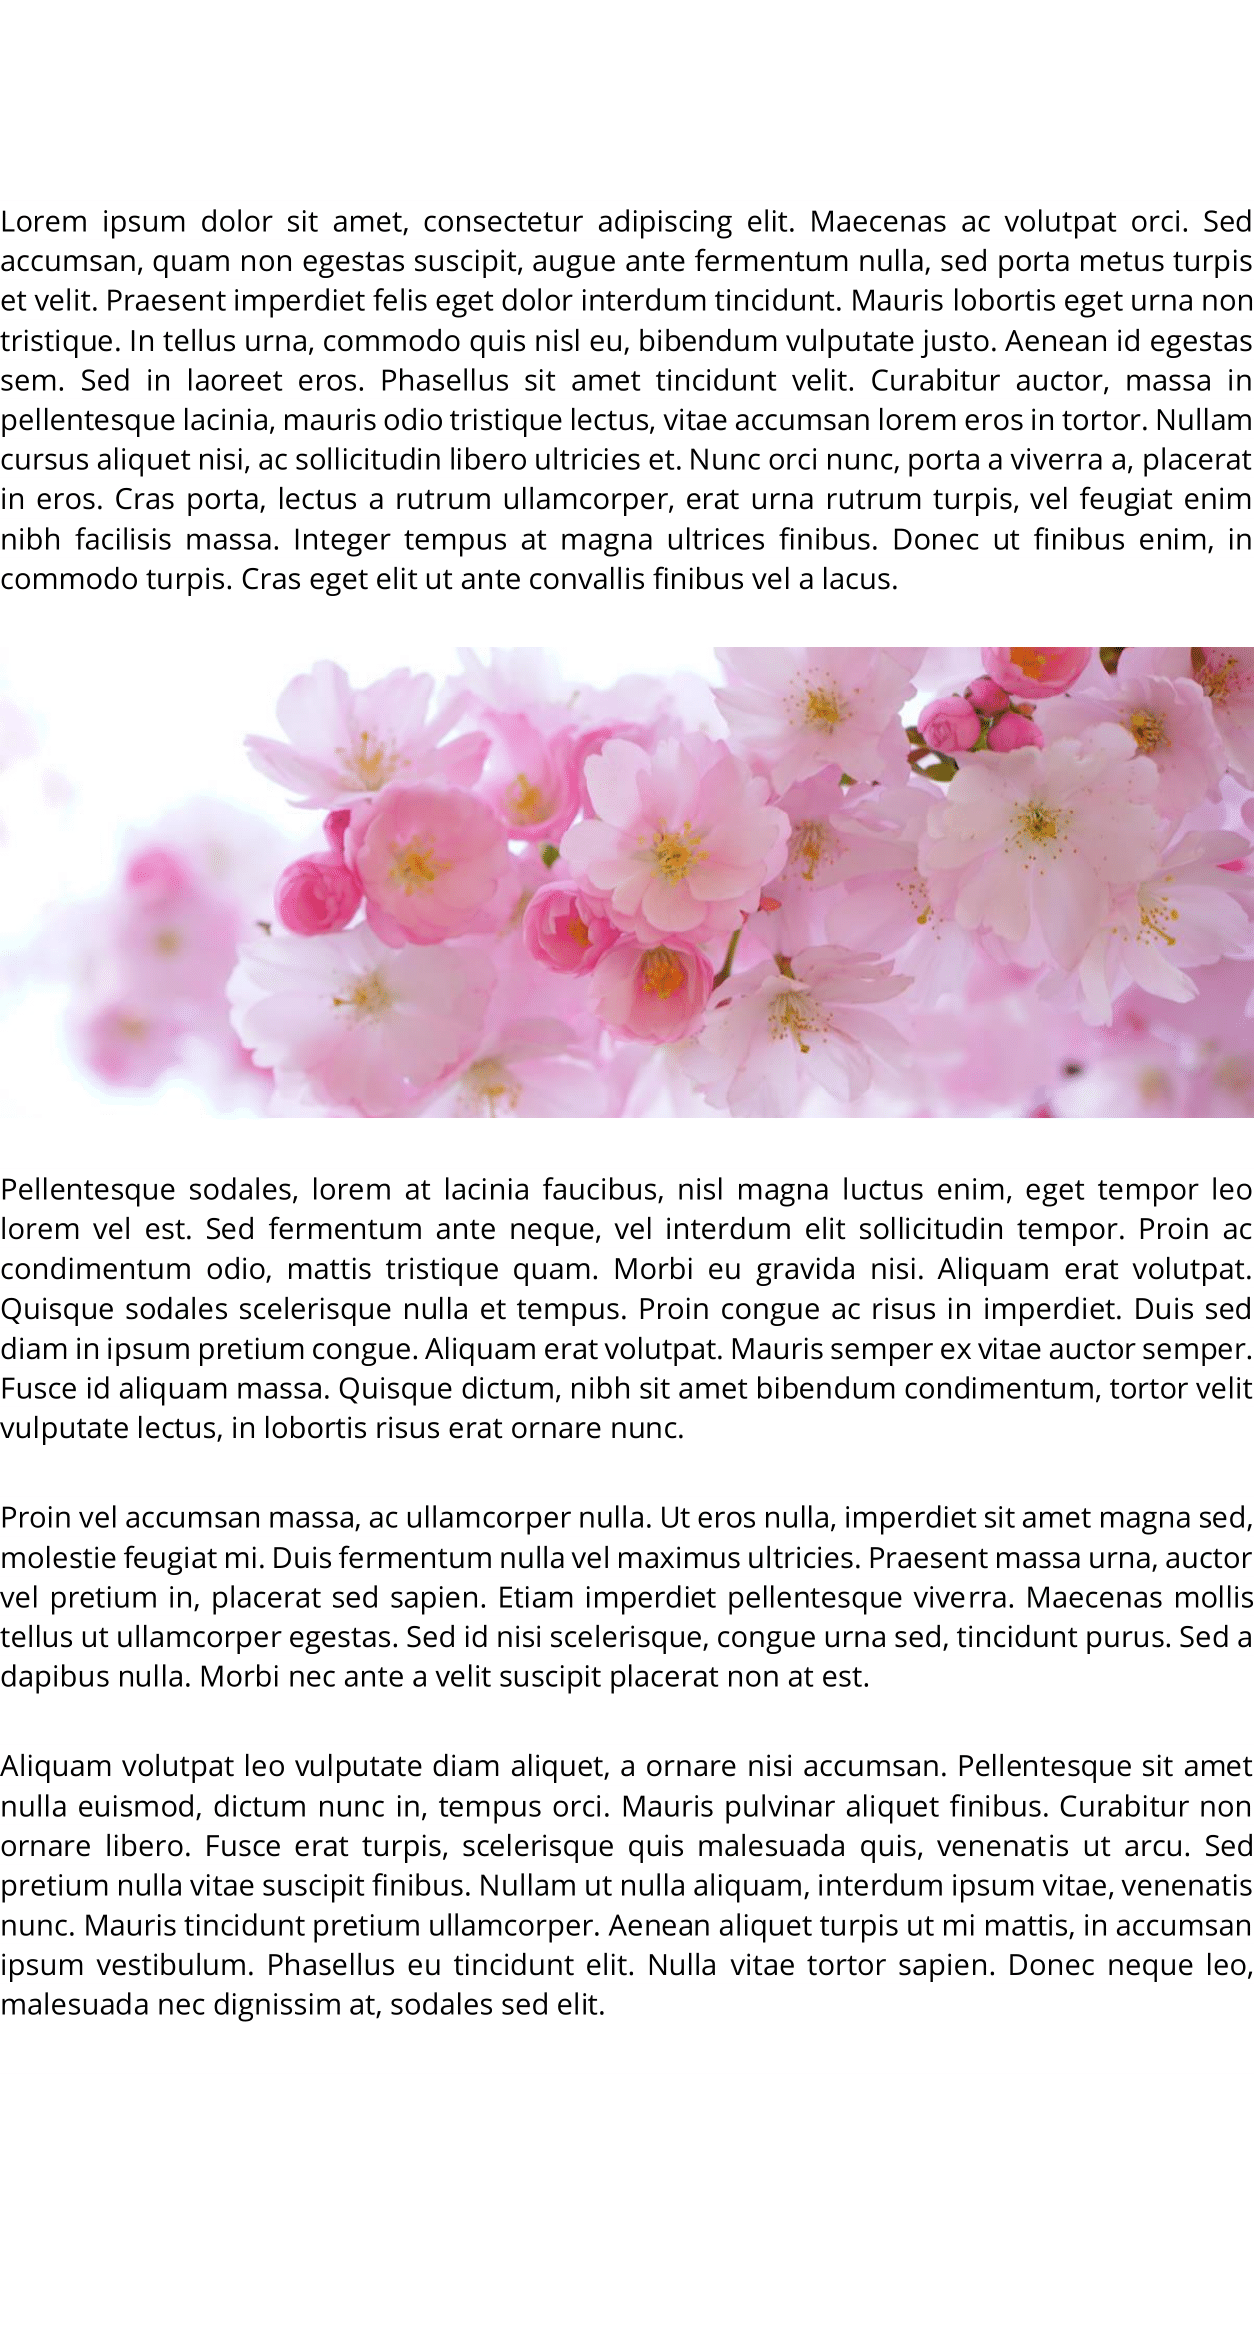 Lorem ipsum dolor sit amet, consectetur adipiscing elit. Maecenas ac volutpat orci. Sed
accumsan, quam non egestas suscipit, augue ante fermentum nulla, sed porta metus turpis
et velit. Praesent imperdiet felis eget dolor interdum tincidunt. Mauris lobortis eget urna non
tristique. In tellus urna, commodo quis nisl eu, bibendum vulputate justo. Aenean id egestas
sem. Sed in laoreet eros. Phasellus sit amet tincidunt velit. Curabitur auctor, massa in
pellentesque lacinia, mauris odio tristique lectus, vitae accumsan lorem eros in tortor. Nullam
cursus aliquet nisi, ac sollicitudin libero ultricies et. Nunc orci nunc, porta a viverra a, placerat
in eros. Cras porta, lectus a rutrum ullamcorper, erat urna rutrum turpis, vel feugiat enim
nibh facilisis massa. Integer tempus at magna ultrices finibus. Donec ut finibus enim, in
commodo turpis. Cras eget elit ut ante convallis finibus vel a lacus.
Pellentesque sodales, lorem at lacinia faucibus, nisl magna luctus enim, eget tempor leo
lorem vel est. Sed fermentum ante neque, vel interdum elit sollicitudin tempor. Proin ac
condimentum odio, mattis tristique quam. Morbi eu gravida nisi. Aliquam erat volutpat.
Quisque sodales scelerisque nulla et tempus. Proin congue ac risus in imperdiet. Duis sed
diam in ipsum pretium congue. Aliquam erat volutpat. Mauris semper ex vitae auctor semper.
Fusce id aliquam massa. Quisque dictum, nibh sit amet bibendum condimentum, tortor velit
vulputate lectus, in lobortis risus erat ornare nunc.
Proin vel accumsan massa, ac ullamcorper nulla. Ut eros nulla, imperdiet sit amet magna sed,
molestie feugiat mi. Duis fermentum nulla vel maximus ultricies. Praesent massa urna, auctor
vel pretium in, placerat sed sapien. Etiam imperdiet pellentesque viverra. Maecenas mollis
tellus ut ullamcorper egestas. Sed id nisi scelerisque, congue urna sed, tincidunt purus. Sed a
dapibus nulla. Morbi nec ante a velit suscipit placerat non at est.
Aliquam volutpat leo vulputate diam aliquet, a ornare nisi accumsan. Pellentesque sit amet
nulla euismod, dictum nunc in, tempus orci. Mauris pulvinar aliquet finibus. Curabitur non
ornare libero. Fusce erat turpis, scelerisque quis malesuada quis, venenatis ut arcu. Sed
pretium nulla vitae suscipit finibus. Nullam ut nulla aliquam, interdum ipsum vitae, venenatis
nunc. Mauris tincidunt pretium ullamcorper. Aenean aliquet turpis ut mi mattis, in accumsan
ipsum vestibulum. Phasellus eu tincidunt elit. Nulla vitae tortor sapien. Donec neque leo,
malesuada nec dignissim at, sodales sed elit.